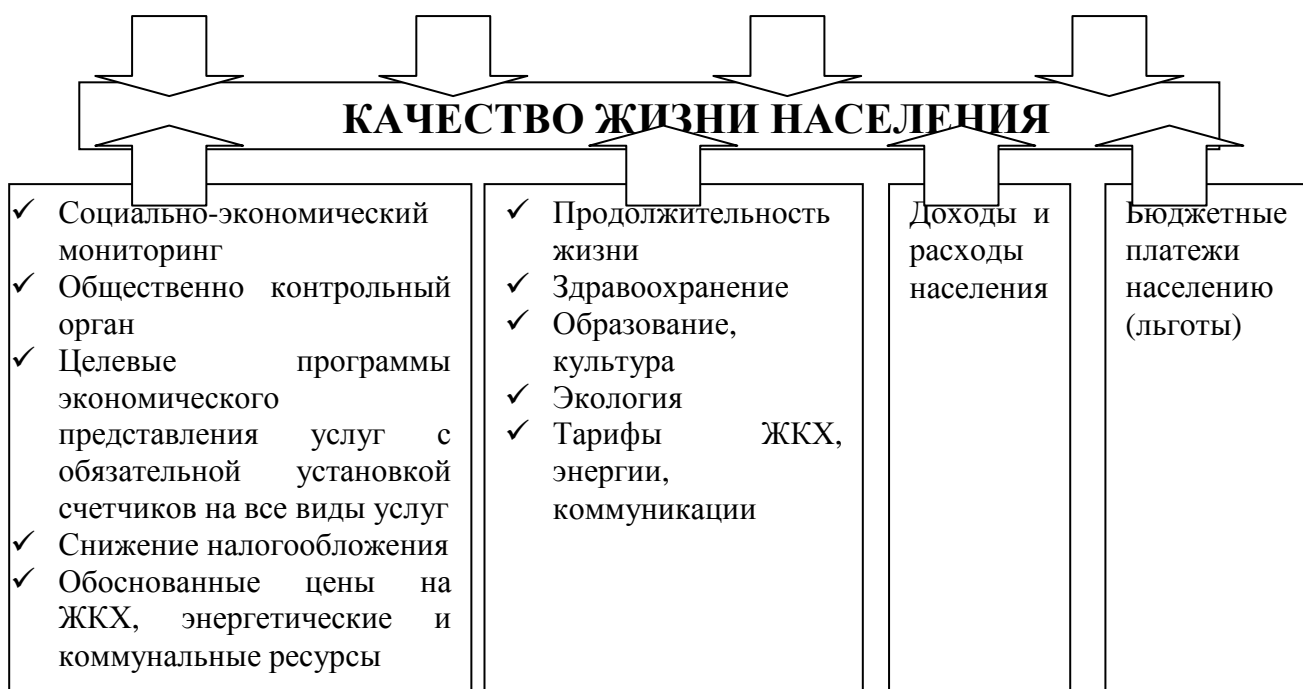 КАЧЕСТВО ЖИЗНИ НАСЕЛЕНИЯ
✓ Социально-экономический
мониторинг
✓ Общественно контрольный
орган
✓ Целевые программы
экономического
представления услуг с
обязательной установкой
счетчиков на все виды услуг
✓ Снижение налогообложения
✓ Обоснованные цены на
ЖКХ, энергетические и
коммунальные ресурсы
✓ Продолжительность
жизни
✓ Здравоохранение
✓ Образование,
культура
✓ Экология
✓ Тарифы ЖКХ,
энергии,
коммуникации
Доходы и
расходы
населения
Бюджетные
платежи
населению
(льготы)